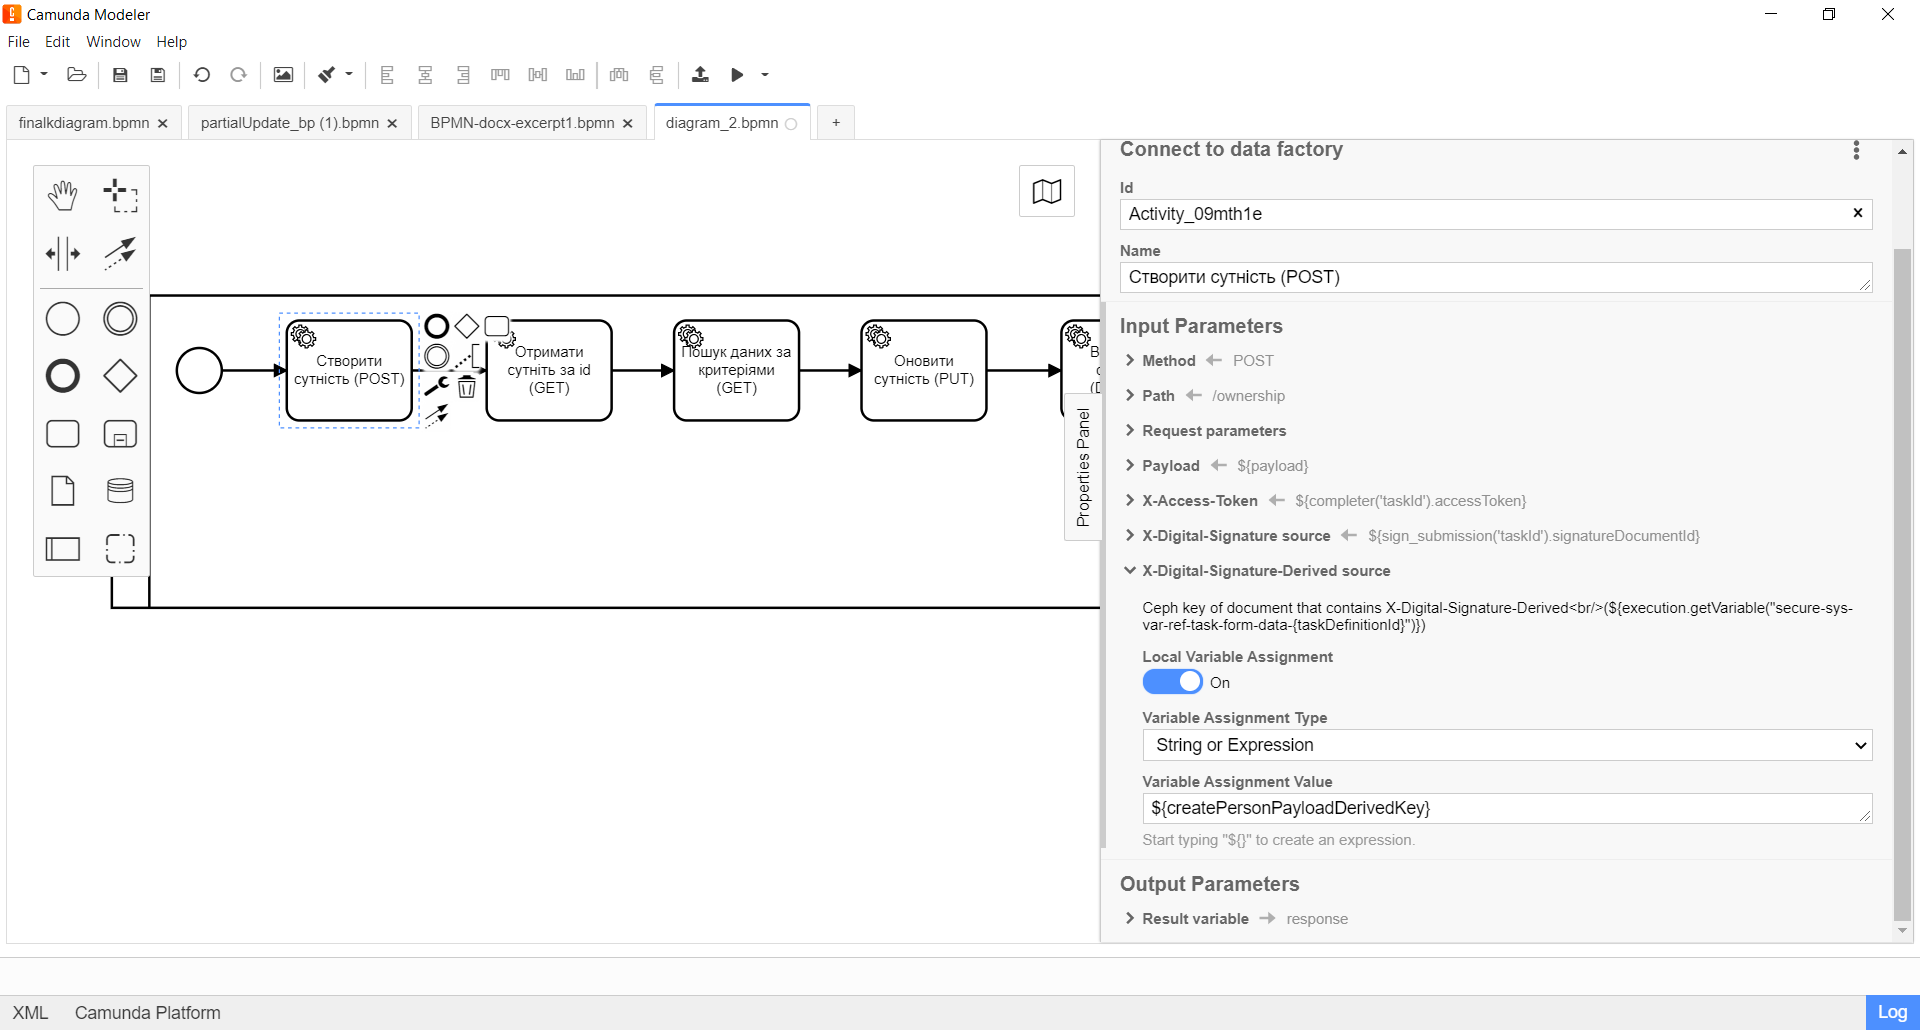 Camunda Modeler
File Edit Window Help
finalkdiagram.bpmn
partialUpdate_bp (1).bpmn
BPMN-docx-excerpt1.bpmn
diagram_2.bpmn
+
Створити
сутність (POST)
Отримати
сутніть за id
(GET)
Пошук даних за
критеріями
(GET)
Оновити
сутність (PUT)
Properties Panel
Connect to data factory
Id
Activity_09mth1e
Name
Створити сутність (POST)
Input Parameters
Method POST
Path /ownership
Request parameters
Payload ${payload}
X-Access-Token ${completer('taskId').accessToken}
X-Digital-Signature source ${sign_submission('taskId').signatureDocumentId}
X-Digital-Signature-Derived source
Ceph key of document that contains X-Digital-Signature-Derived<br/>(${execution.getVariable("secure-sys-
var-ref-task-form-data-{taskDefinitionId}")})
Local Variable Assignment
On
Variable Assignment Type
String or Expression
Variable Assignment Value
${createPersonPayloadDerivedKey}
Start typing "${}" to create an expression.
Output Parameters
Result variable response
XML Camunda Platform
Log